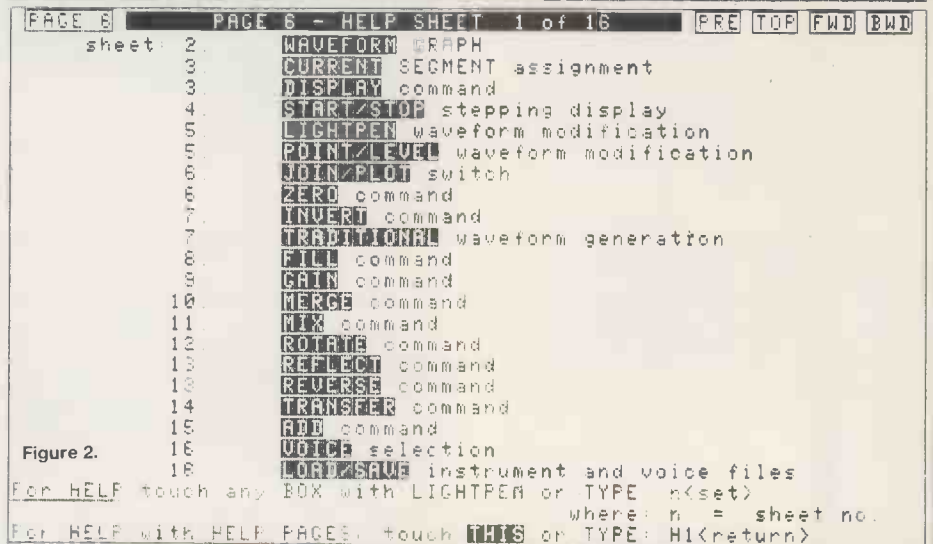 PAGE 6 PAGE 6 - HELP SHEET 1 of 16 PRE TOP FWD BWD
sheet: 2. WAVEFORM GRAPH
3. CURRENT SEGMENT assignment
3. DISPLAY command
4. START/STOP stepping display
5 LIGHTPEN waveform modification
5. POINT/LEVEL waveform modification
6. JOIN/PLOT switch
6 ZERO command
7. INVERT command
7 TRADITIONAL waveform generation
8. FILL command
9 GAIN command
10. MERGE command
11 MIX command
12 ROTATE command
13 REFLECT command
13 REVERSE command
14 TRANSFER command
15 ADD command
Figure 2. 16 VOICE selection
16 LOAD/SAVE instrument and voice files
For HELP touch any BOX with LIGHTPEN or TYPE n<set>
where: n = sheet no.
For HELP with HELP PAGES, touch THIS or TYPE: H1<return>